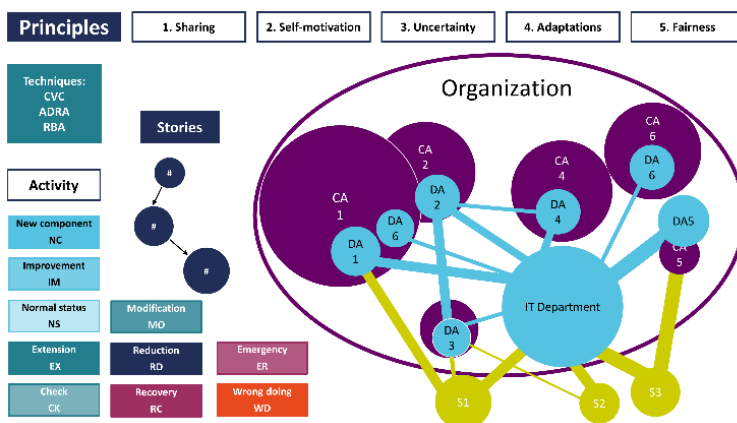 Principles
1. Sharing
2. Self-motivation
3. Uncertainty
4. Adaptations
5. Fairness
Techniques:
CVC
ADRA
RBA
Stories
#
#
#
Activity
New component
NC
Improvement
IM
Normal status
NS
Modification
MO
Extension
EX
Reduction
RD
Emergency
ER
Check
CK
Recovery
RC
Wrong doing
WD
Organization
CA
1
CA
2
CA
4
CA
6
CA
5
DA
1
DA
6
DA
2
DA
4
DA
6
DA5
DA
3
IT Department
S1
S2
S3